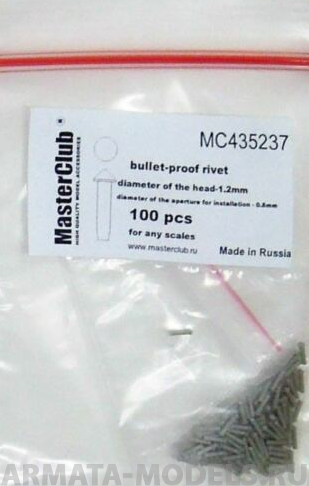 MasterClub
HIGH QUALITY MODEL ACCESSORIES
MC435237
bullet-proof rivet
diameter of the head-1.2mm
diameter of the aperture for installation - 0.8mm
100 pcs
for any scales
www.masterclub.ru
Made in Russia
ARMATA-MODELS.RU